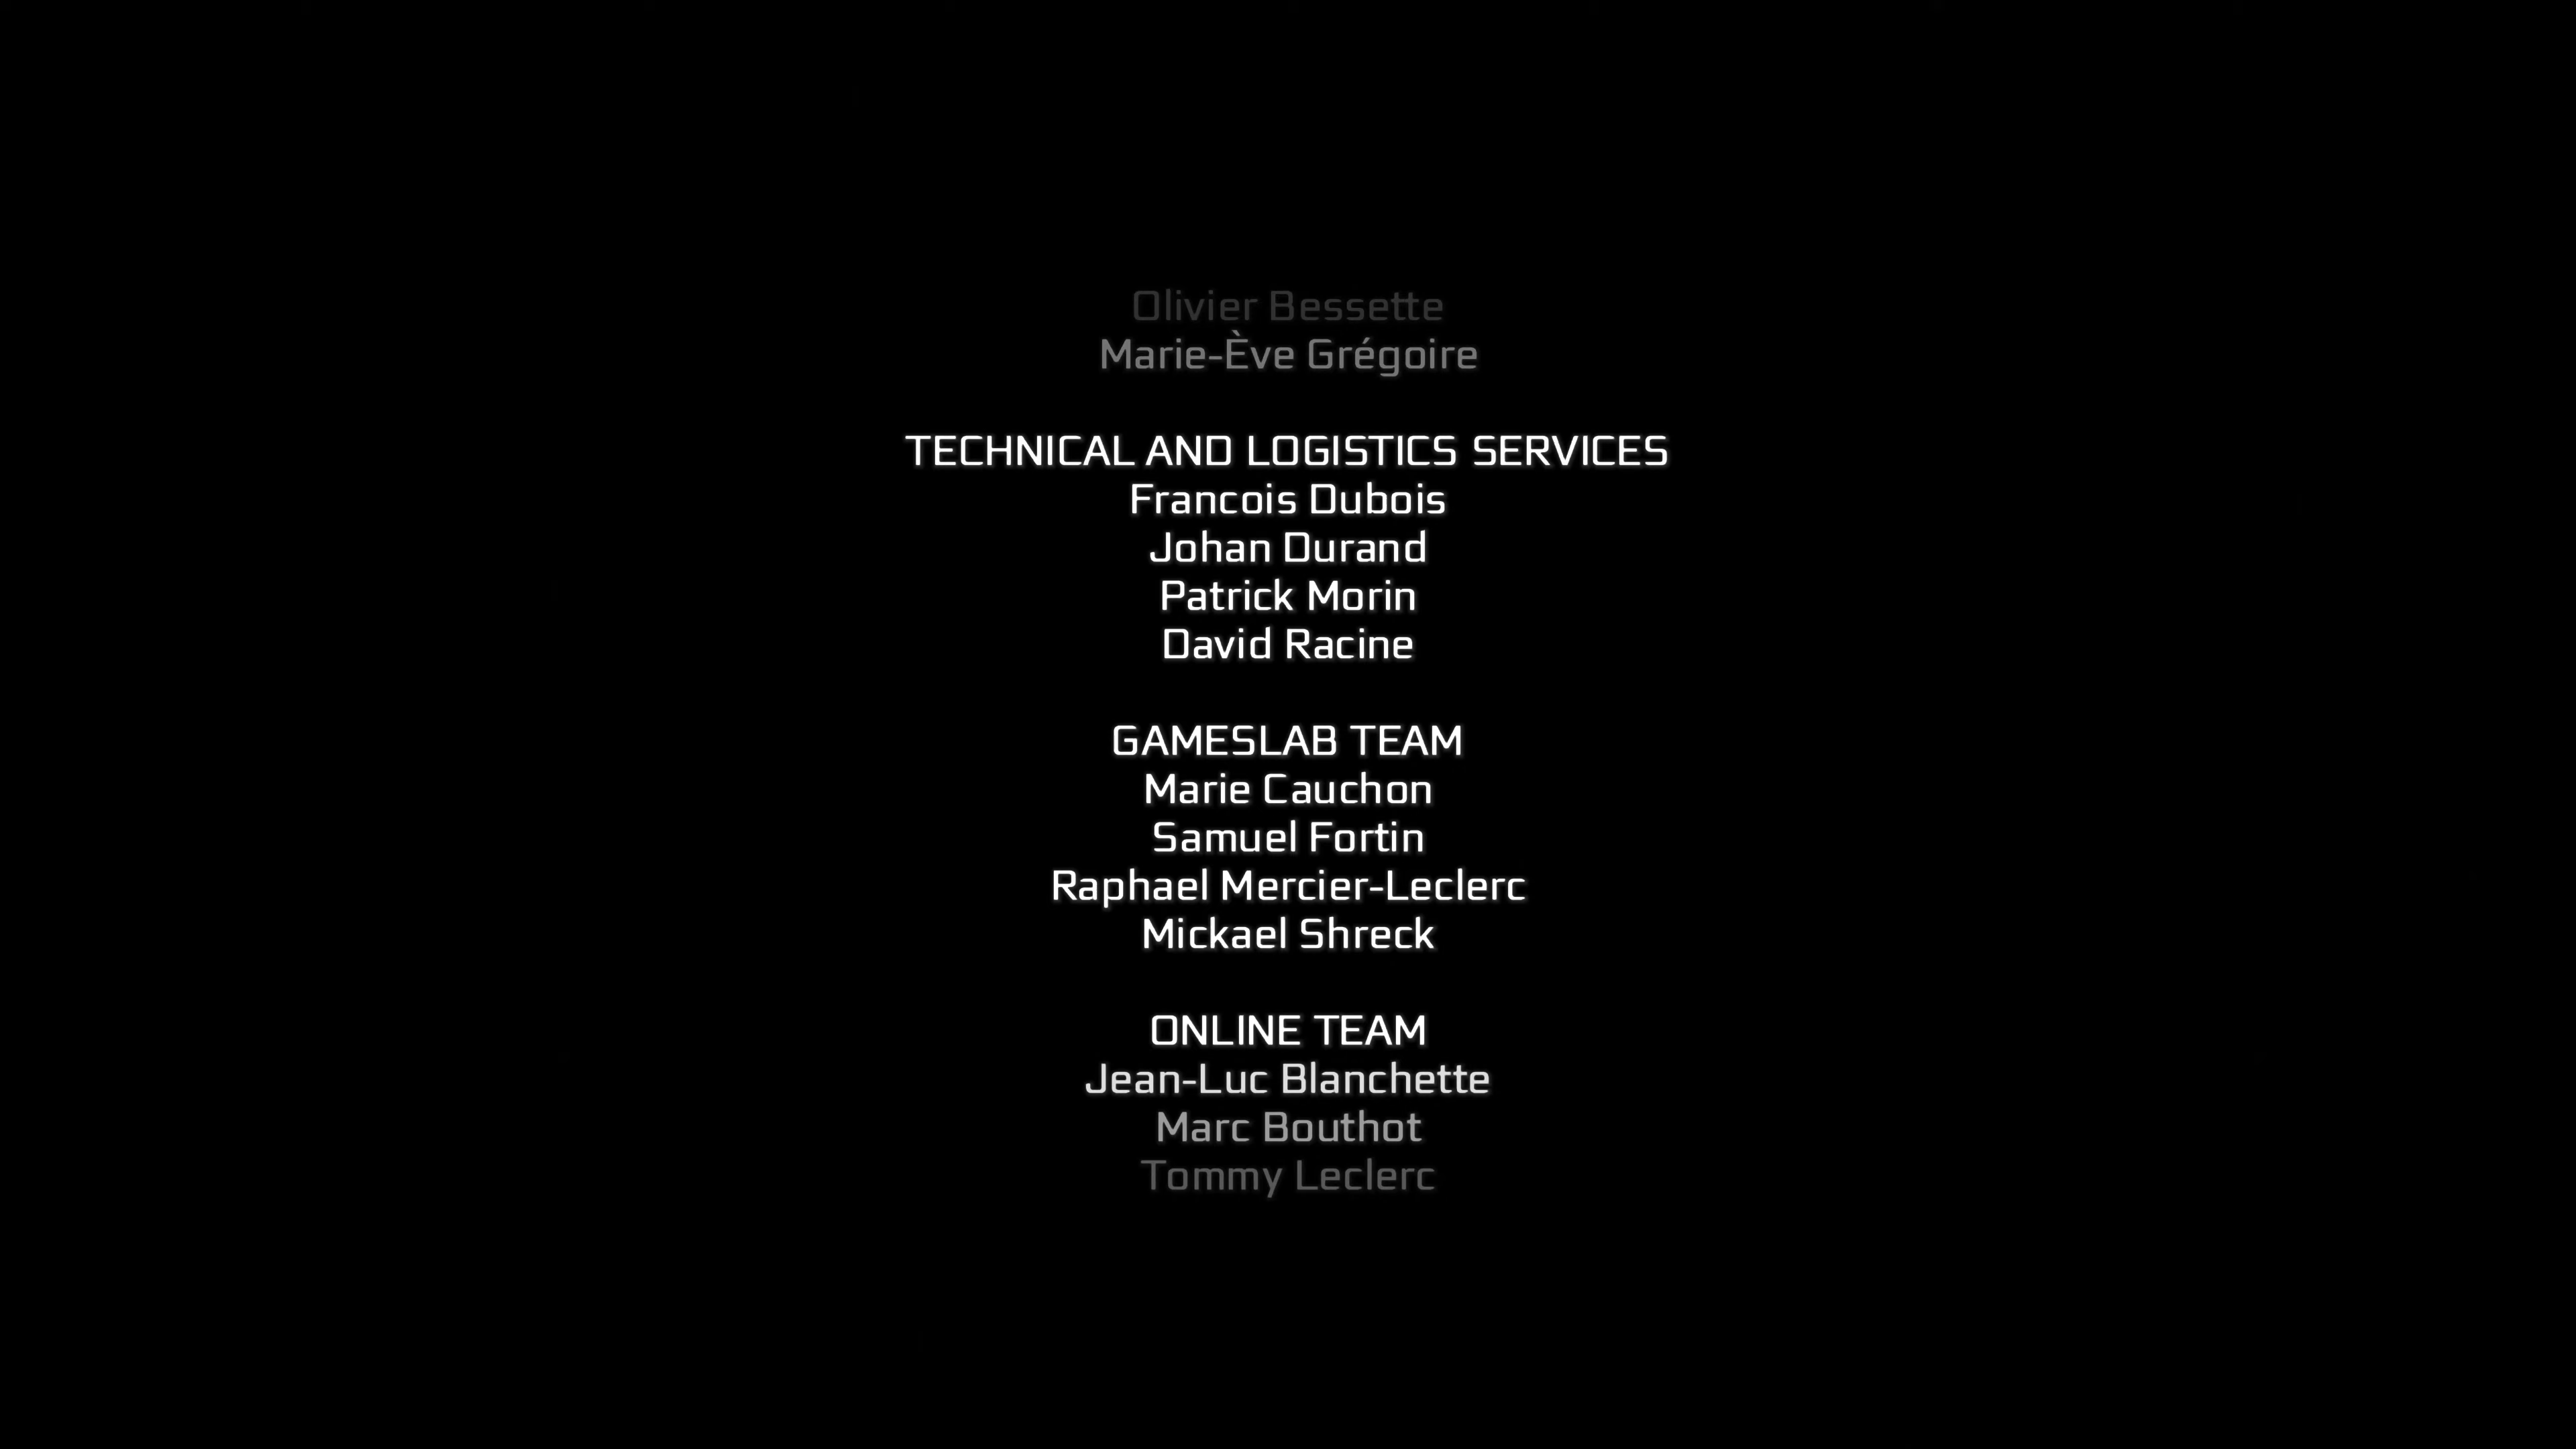 Olivier Bessette
Marie-Ève Grégoire
TECHNICAL AND LOGISTICS SERVICES
Francois Dubois
Johan Durand
Patrick Morin
David Racine
GAMESLAB TEAM
Marie Cauchon
Samuel Fortin
Raphael Mercier-Leclerc
Mickael Shreck
ONLINE TEAM
Jean-Luc Blanchette
Marc Bouthot
Tommy Leclerc